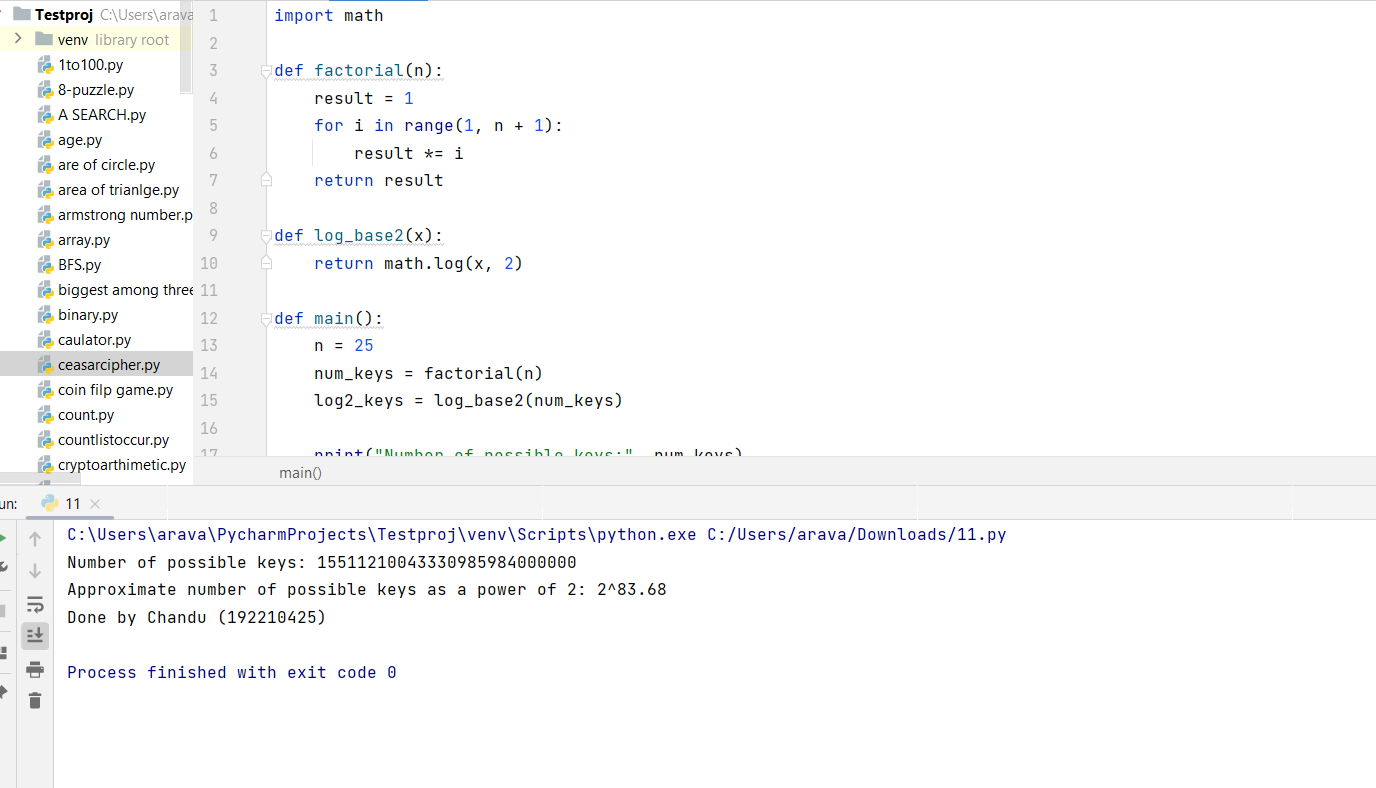 Testproj C:\Users\arava
venv library root
1to100.py
8-puzzle.py
A SEARCH.py
age.py
are of circle.py
area of trianlge.py
armstrong number.p
array.py
BFS.py
biggest among three
binary.py
caulator.py
ceasarcipher.py
coin filp game.py
count.py
countlistoccur.py
cryptoarthimetic.py
1 import math
2
3 def factorial(n):
4 result = 1
5 for i in range(1, n + 1):
6 result *= i
7 return result
8
9 def log_base2(x):
10 return math.log(x, 2)
11
12 def main():
13 n = 25
14 num_keys = factorial(n)
15 log2_keys = log_base2(num_keys)
16
17 print("Number of possible keys:", num_keys)
main()
un: 11
C:\Users\arava\PycharmProjects\Testproj\venv\Scripts\python.exe C:/Users/arava/Downloads/11.py
Number of possible keys: 15511210043330985984000000
Approximate number of possible keys as a power of 2: 2^83.68
Done by Chandu (192210425)
Process finished with exit code 0